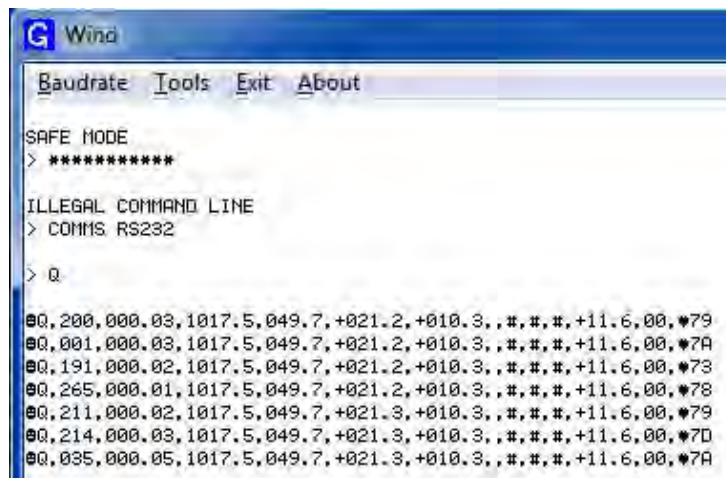 G Wind
Baudrate Tools Exit About
SAFE MODE
> ***********
ILLEGAL COMMAND LINE
> COMMS RS232
> Q
☻Q,200,000.03,1017.5,049.7,+021.2,+010.3,,#,#,#,+11.6,00,♥79
☻Q,001,000.03,1017.5,049.7,+021.2,+010.3,,#,#,#,+11.6,00,♥7A
☻Q,191,000.02,1017.5,049.7,+021.2,+010.3,,#,#,#,+11.6,00,♥73
☻Q,265,000.01,1017.5,049.7,+021.2,+010.3,,#,#,#,+11.6,00,♥78
☻Q,211,000.02,1017.5,049.7,+021.3,+010.3,,#,#,#,+11.6,00,♥79
☻Q,214,000.03,1017.5,049.7,+021.3,+010.3,,#,#,#,+11.6,00,♥7D
☻Q,035,000.05,1017.5,049.7,+021.3,+010.3,,#,#,#,+11.6,00,♥7A